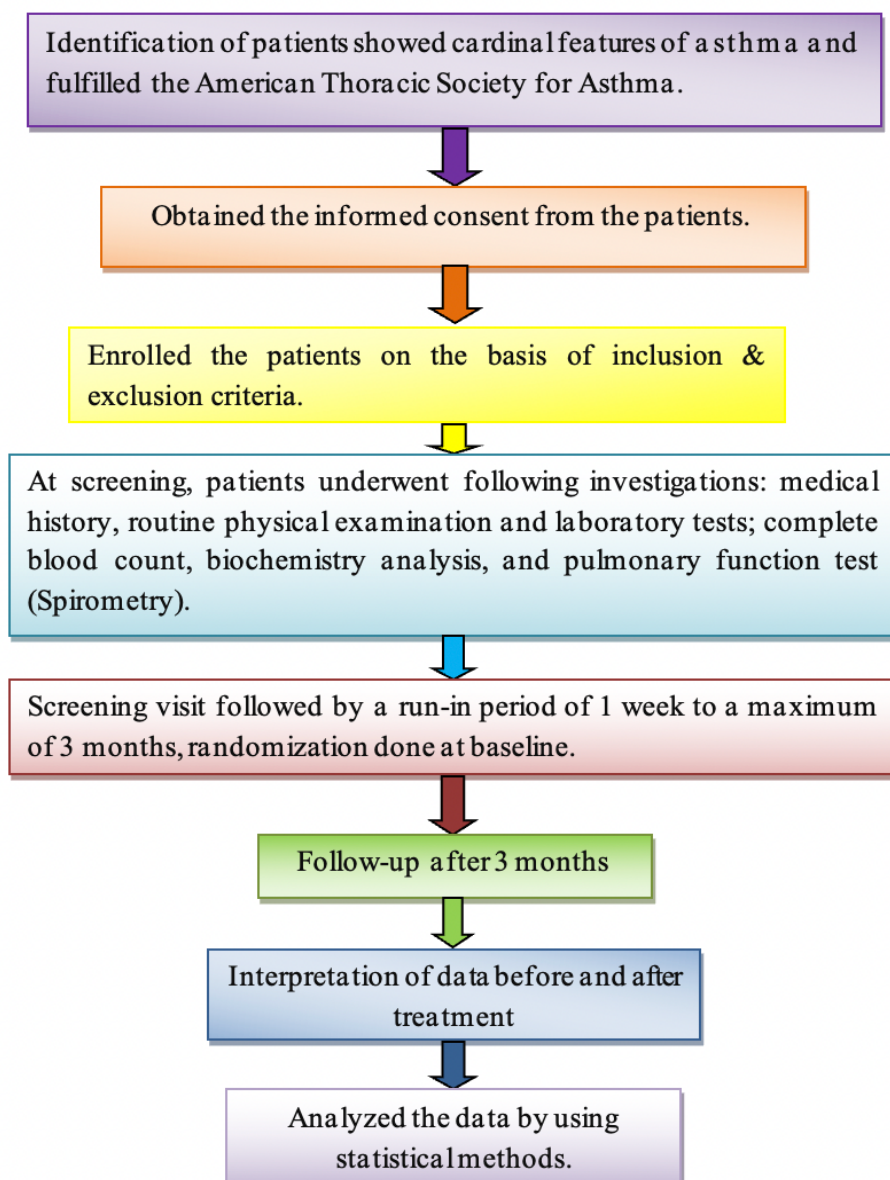 Identification of patients showed cardinal features of asthma and
fulfilled the American Thoracic Society for Asthma.
Obtained the informed consent from the patients.
Enrolled the patients on the basis of inclusion &
exclusion criteria.
At screening, patients underwent following investigations: medical
history, routine physical examination and laboratory tests; complete
blood count, biochemistry analysis, and pulmonary function test
(Spirometry).
Screening visit followed by a run-in period of 1 week to a maximum
of 3 months, randomization done at baseline.
Follow-up after 3 months
Interpretation of data before and after
treatment
Analyzed the data by using
statistical methods.